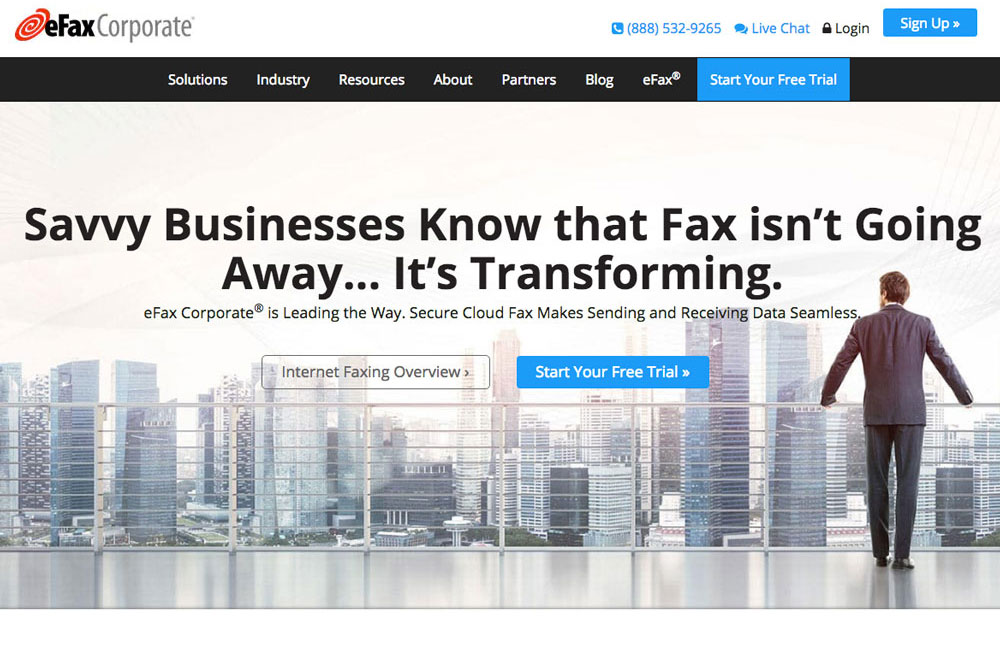 eFaxCorporate®
(888) 532-9265 Live Chat Login Sign Up »
Solutions Industry Resources About Partners Blog eFax® Start Your Free Trial
Savvy Businesses Know that Fax isn’t Going
Away... It’s Transforming.
eFax Corporate® is Leading the Way. Secure Cloud Fax Makes Sending and Receiving Data Seamless.
Internet Faxing Overview › Start Your Free Trial »